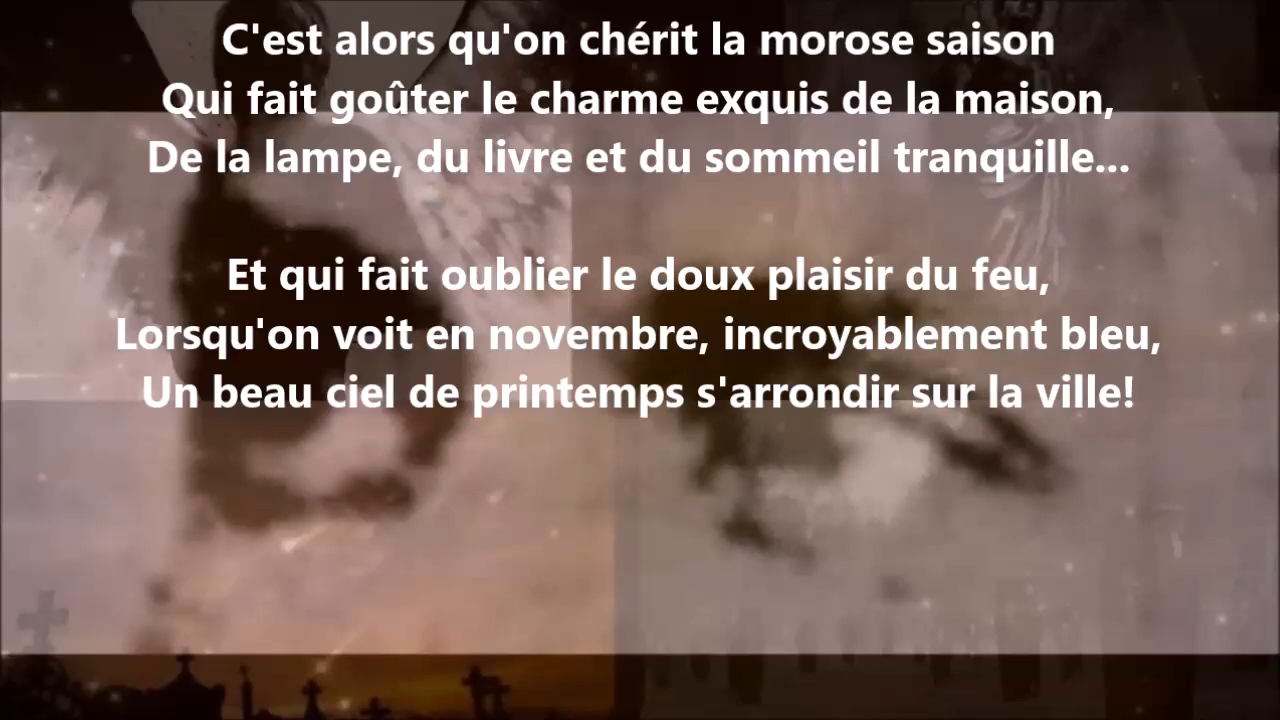 C'est alors qu'on chérit la morose saison
Qui fait goûter le charme exquis de la maison,
De la lampe, du livre et du sommeil tranquille...
Et qui fait oublier le doux plaisir du feu,
Lorsqu'on voit en novembre, incroyablement bleu,
Un beau ciel de printemps s'arrondir sur la ville!